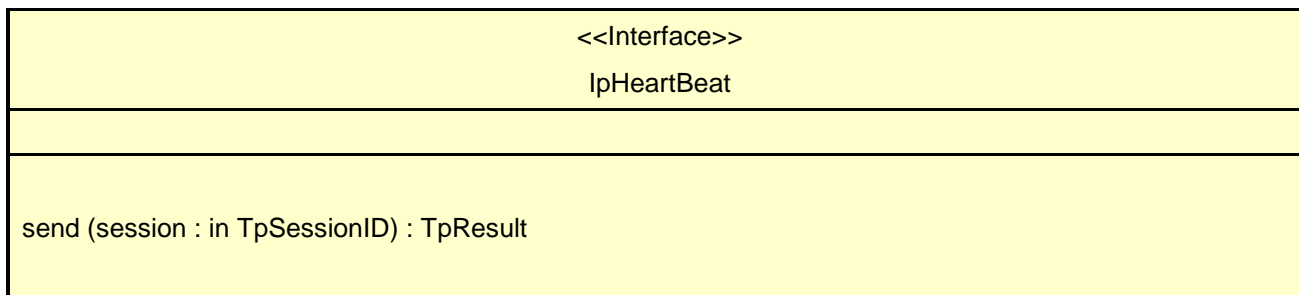 <<Interface>>
IpHeartBeat
send (session : in TpSessionID) : TpResult